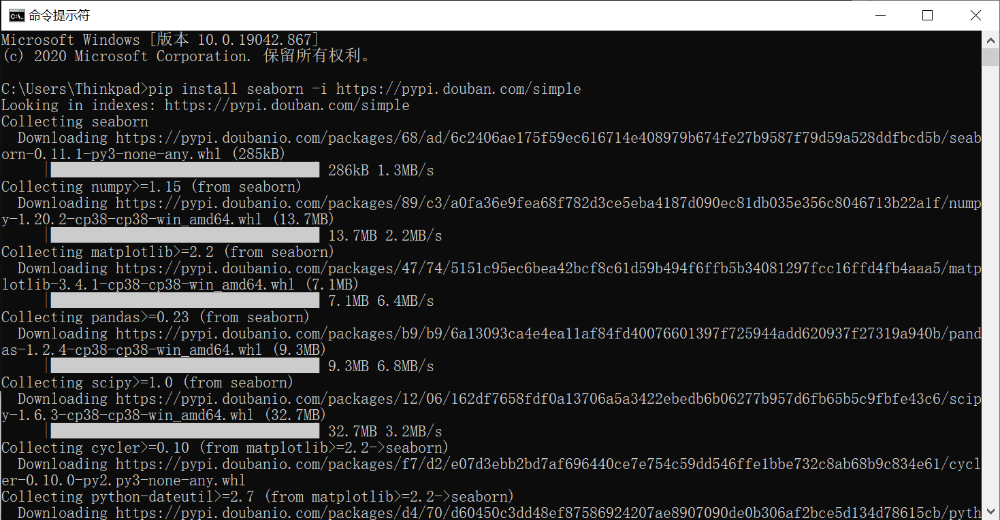 命令提示符
Microsoft Windows [版本 10.0.19042.867]
(c) 2020 Microsoft Corporation. 保留所有权利。
C:\Users\Thinkpad>pip install seaborn -i https://pypi.douban.com/simple
Looking in indexes: https://pypi.douban.com/simple
Collecting seaborn
Downloading https://pypi.doubanio.com/packages/68/ad/6c2406ae175f59ec616714e408979b674fe27b9587f79d59a528ddfbcd5b/seab
orn-0.11.1-py3-none-any.whl (285kB)
286kB 1.3MB/s
Collecting numpy>=1.15 (from seaborn)
Downloading https://pypi.doubanio.com/packages/89/c3/a0fa36e9fea68f782d3ce5eba4187d090ec81db035e356c8046713b22a1f/nump
y-1.20.2-cp38-cp38-win_amd64.whl (13.7MB)
13.7MB 2.2MB/s
Collecting matplotlib>=2.2 (from seaborn)
Downloading https://pypi.doubanio.com/packages/47/74/5151c95ec6bea42bcf8c61d59b494f6ffb5b34081297fcc16ffd4fb4aaa5/matp
lotlib-3.4.1-cp38-cp38-win_amd64.whl (7.1MB)
7.1MB 6.4MB/s
Collecting pandas>=0.23 (from seaborn)
Downloading https://pypi.doubanio.com/packages/b9/b9/6a13093ca4e4ea11af84fd40076601397f725944add620937f27319a940b/pand
as-1.2.4-cp38-cp38-win_amd64.whl (9.3MB)
9.3MB 6.8MB/s
Collecting scipy>=1.0 (from seaborn)
Downloading https://pypi.doubanio.com/packages/12/06/162df7658fdf0a13706a5a3422ebedb6b06277b957d6fb65b5c9fbfe43c6/scip
y-1.6.3-cp38-cp38-win_amd64.whl (32.7MB)
32.7MB 3.2MB/s
Collecting cycler>=0.10 (from matplotlib>=2.2->seaborn)
Downloading https://pypi.doubanio.com/packages/f7/d2/e07d3ebb2bd7af696440ce7e754c59dd546ffe1bbe732c8ab68b9c834e61/cycl
er-0.10.0-py2.py3-none-any.whl
Collecting python-dateutil>=2.7 (from matplotlib>=2.2->seaborn)
Downloading https://pypi.doubanio.com/packages/d4/70/d60450c3dd48ef87586924207ae8907090de0b306af2bce5d134d78615cb/pyth